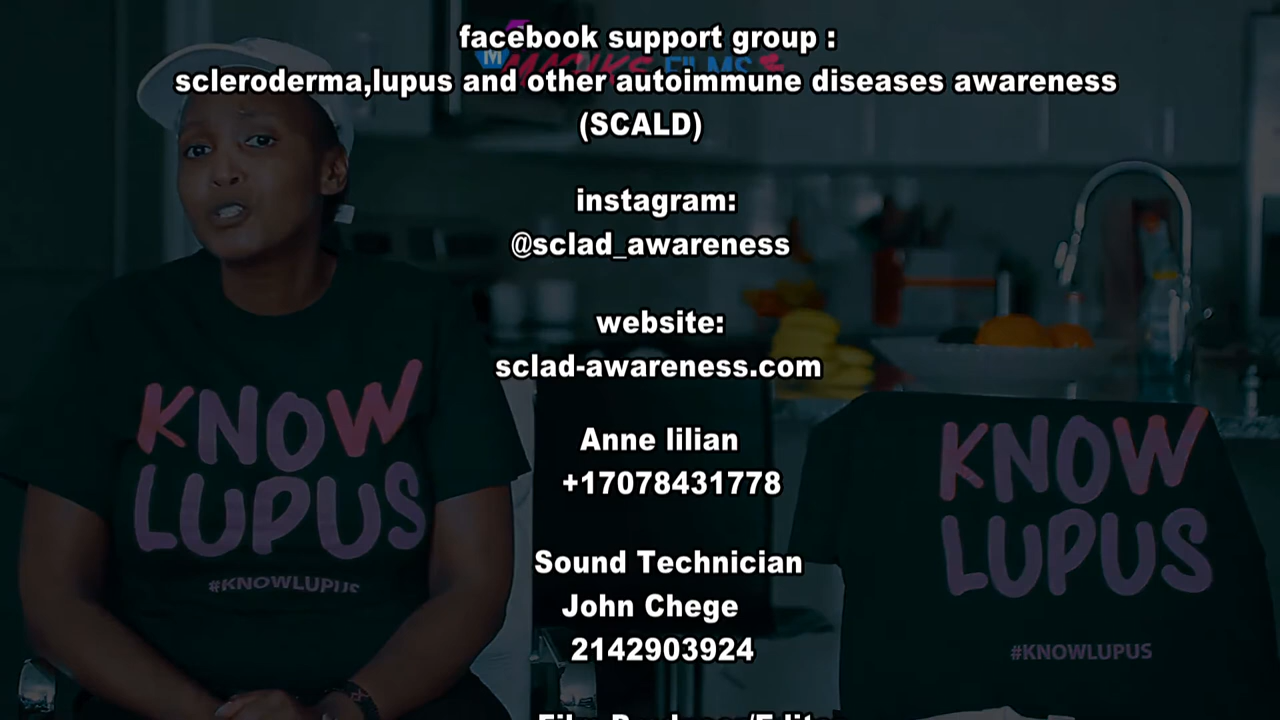 facebook support group :
scleroderma,lupus and other autoimmune diseases awareness
(SCALD)
instagram:
@sclad_awareness
website:
sclad-awareness.com
Anne lilian
+17078431778
Sound Technician
John Chege
2142903924
KNOW
LUPUS
#KNOWLUPUS
KNOW
LUPUS
#KNOWLUPUS